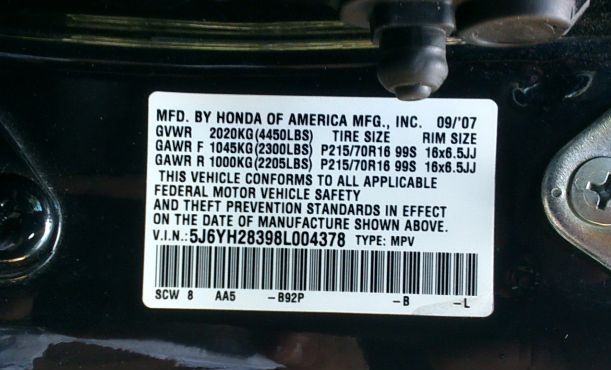 MFD. BY HONDA OF AMERICA MFG., INC. 09/'07
GVWR 2020KG(4450LBS) TIRE SIZE RIM SIZE
GAWR F 1045KG(2300LBS) P215/70R16 99S 16x6.5JJ
GAWR R 1000KG(2205LBS) P215/70R16 99S 16x6.5JJ
THIS VEHICLE CONFORMS TO ALL APPLICABLE
FEDERAL MOTOR VEHICLE SAFETY
AND THEFT PREVENTION STANDARDS IN EFFECT
ON THE DATE OF MANUFACTURE SHOWN ABOVE.
V.I.N.: 5J6YH28398L004378 TYPE: MPV
SCW 8 AA5 -B92P -B -L